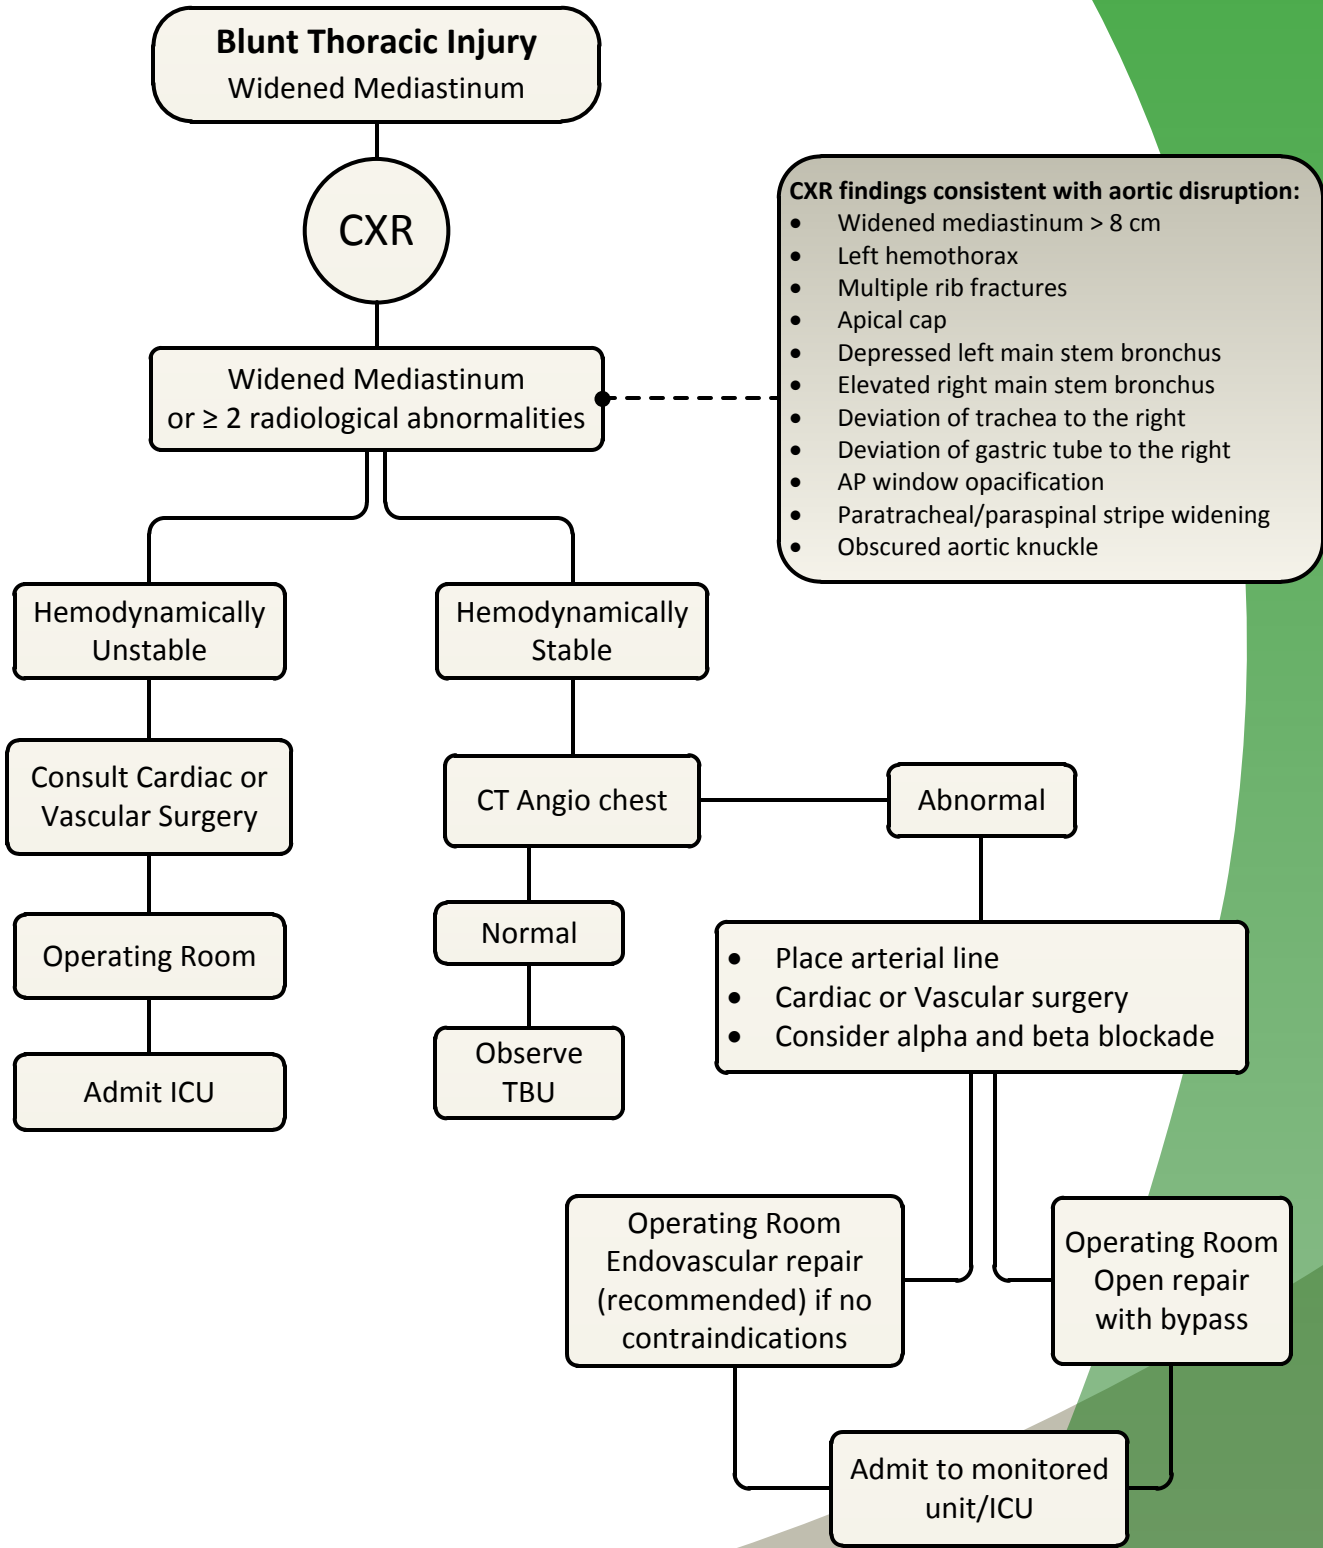 Blunt Thoracic Injury
Widened Mediastinum
CXR
CXR findings consistent with aortic disruption:
• Widened mediastinum > 8 cm
• Left hemothorax
• Multiple rib fractures
• Apical cap
• Depressed left main stem bronchus
• Elevated right main stem bronchus
• Deviation of trachea to the right
• Deviation of gastric tube to the right
• AP window opacification
• Paratracheal/paraspinal stripe widening
• Obscured aortic knuckle
Widened Mediastinum
or ≥ 2 radiological abnormalities
Hemodynamically
Unstable
Consult Cardiac or
Vascular Surgery
Operating Room
Admit ICU
Hemodynamically
Stable
CT Angio chest
Normal
Observe
TBU
Abnormal
• Place arterial line
• Cardiac or Vascular surgery
• Consider alpha and beta blockade
Operating Room
Endovascular repair
(recommended) if no
contraindications
Operating Room
Open repair
with bypass
Admit to monitored
unit/ICU